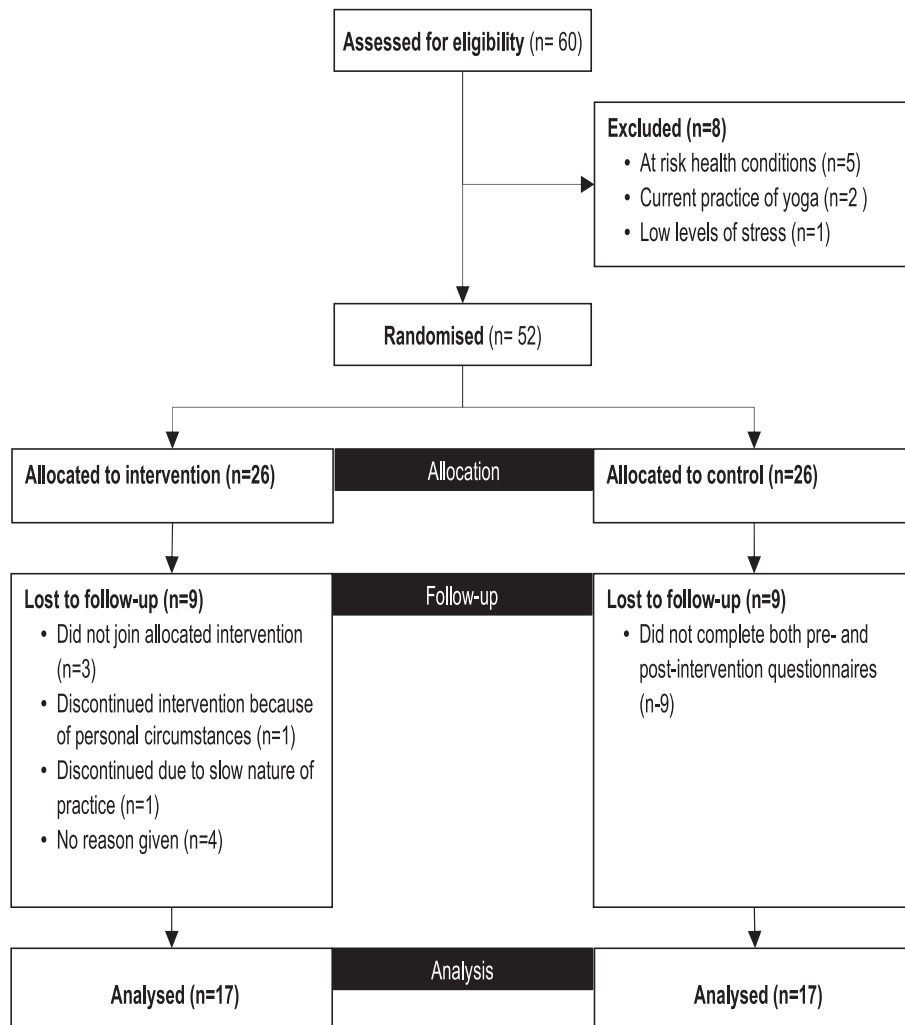 Assessed for eligibility (n= 60)
Excluded (n=8)
• At risk health conditions (n=5)
• Current practice of yoga (n=2 )
• Low levels of stress (n=1)
Randomised (n= 52)
Allocated to intervention (n=26)
Allocation
Allocated to control (n=26)
Lost to follow-up (n=9)
• Did not join allocated intervention
(n=3)
• Discontinued intervention because
of personal circumstances (n=1)
• Discontinued due to slow nature of
practice (n=1)
• No reason given (n=4)
Follow-up
Lost to follow-up (n=9)
• Did not complete both pre- and
post-intervention questionnaires
(n-9)
Analysed (n=17)
Analysis
Analysed (n=17)